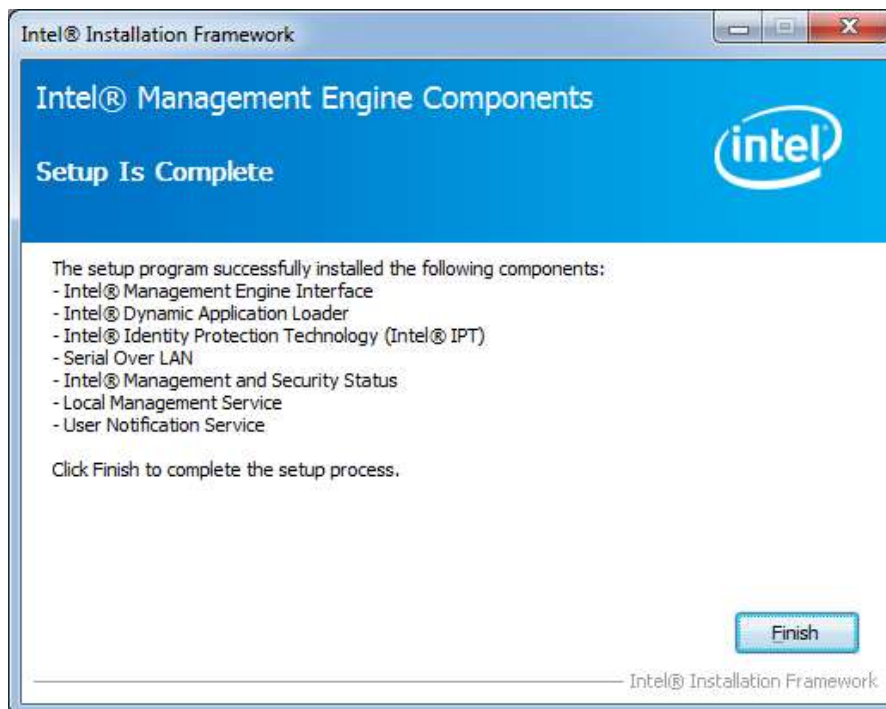 Intel® Installation Framework
Intel® Management Engine Components
intel®
Setup Is Complete
The setup program successfully installed the following components:
- Intel® Management Engine Interface
- Intel® Dynamic Application Loader
- Intel® Identity Protection Technology (Intel® IPT)
- Serial Over LAN
- Intel® Management and Security Status
- Local Management Service
- User Notification Service
Click Finish to complete the setup process.
Finish
Intel® Installation Framework